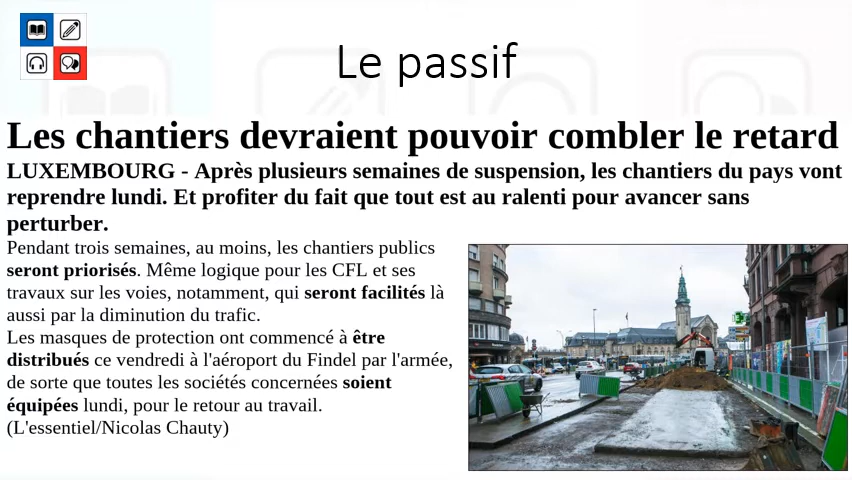 Le passif
Les chantiers devraient pouvoir combler le retard
LUXEMBOURG - Après plusieurs semaines de suspension, les chantiers du pays vont
reprendre lundi. Et profiter du fait que tout est au ralenti pour avancer sans
perturber.
Pendant trois semaines, au moins, les chantiers publics
seront priorisés. Même logique pour les CFL et ses
travaux sur les voies, notamment, qui seront facilités là
aussi par la diminution du trafic.
Les masques de protection ont commencé à être
distribués ce vendredi à l'aéroport du Findel par l'armée,
de sorte que toutes les sociétés concernées soient
équipées lundi, pour le retour au travail.
(L'essentiel/Nicolas Chauty)